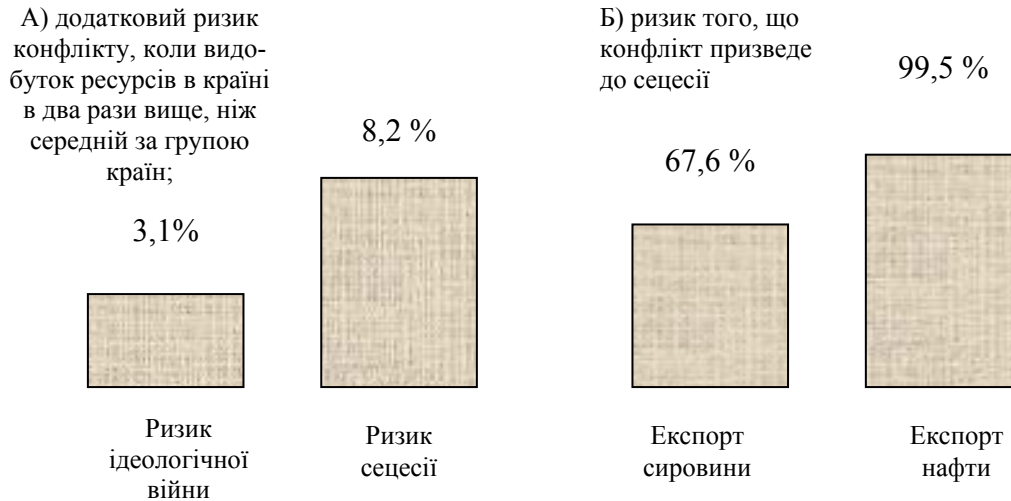 А) додатковий ризик
конфлікту, коли видо-
буток ресурсів в країні
в два рази вище, ніж
середній за групою
країн;
3,1%
8,2 %
Ризик
ідеологічної
війни
Ризик
сецесії
Б) ризик того, що
конфлікт призведе
до сецесії
67,6 %
99,5 %
Експорт
сировини
Експорт
нафти